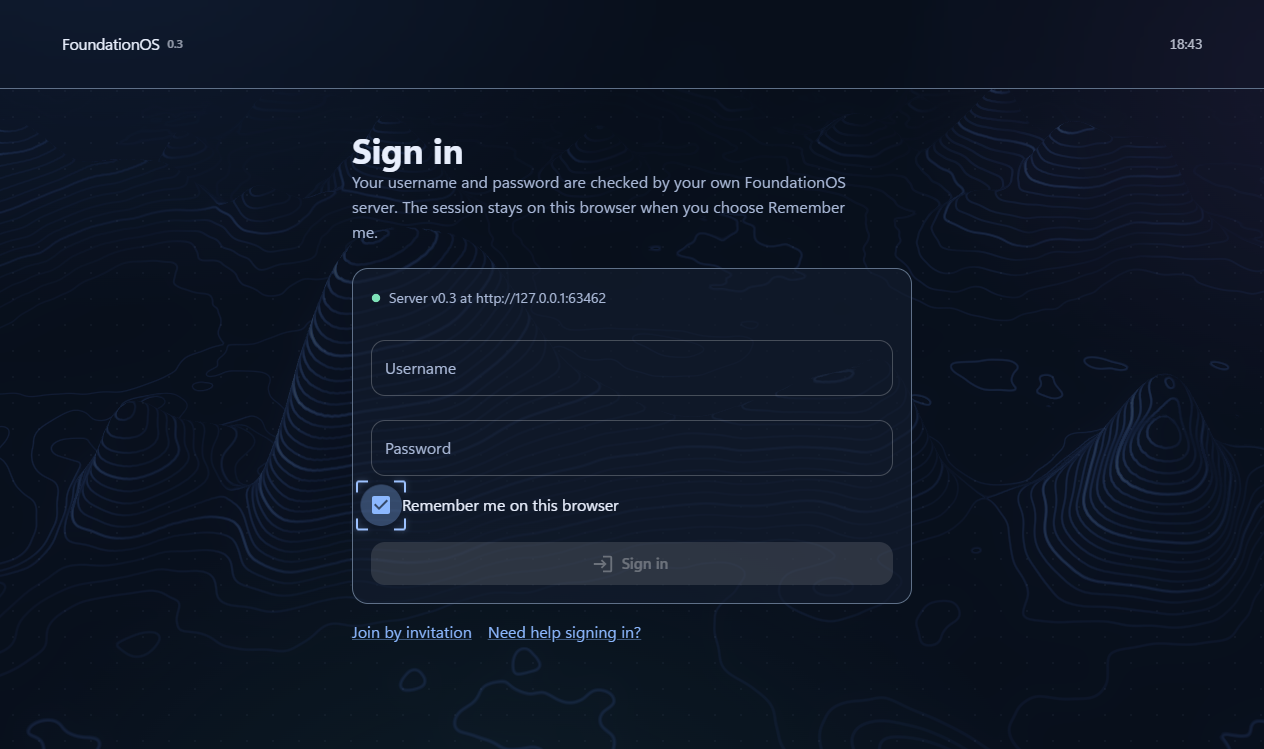 FoundationOS 0.3
18:43
Sign in
Your username and password are checked by your own FoundationOS
server. The session stays on this browser when you choose Remember
me.
Server v0.3 at http://127.0.0.1:63462
Username
Password
Remember me on this browser
Sign in
Join by invitation Need help signing in?